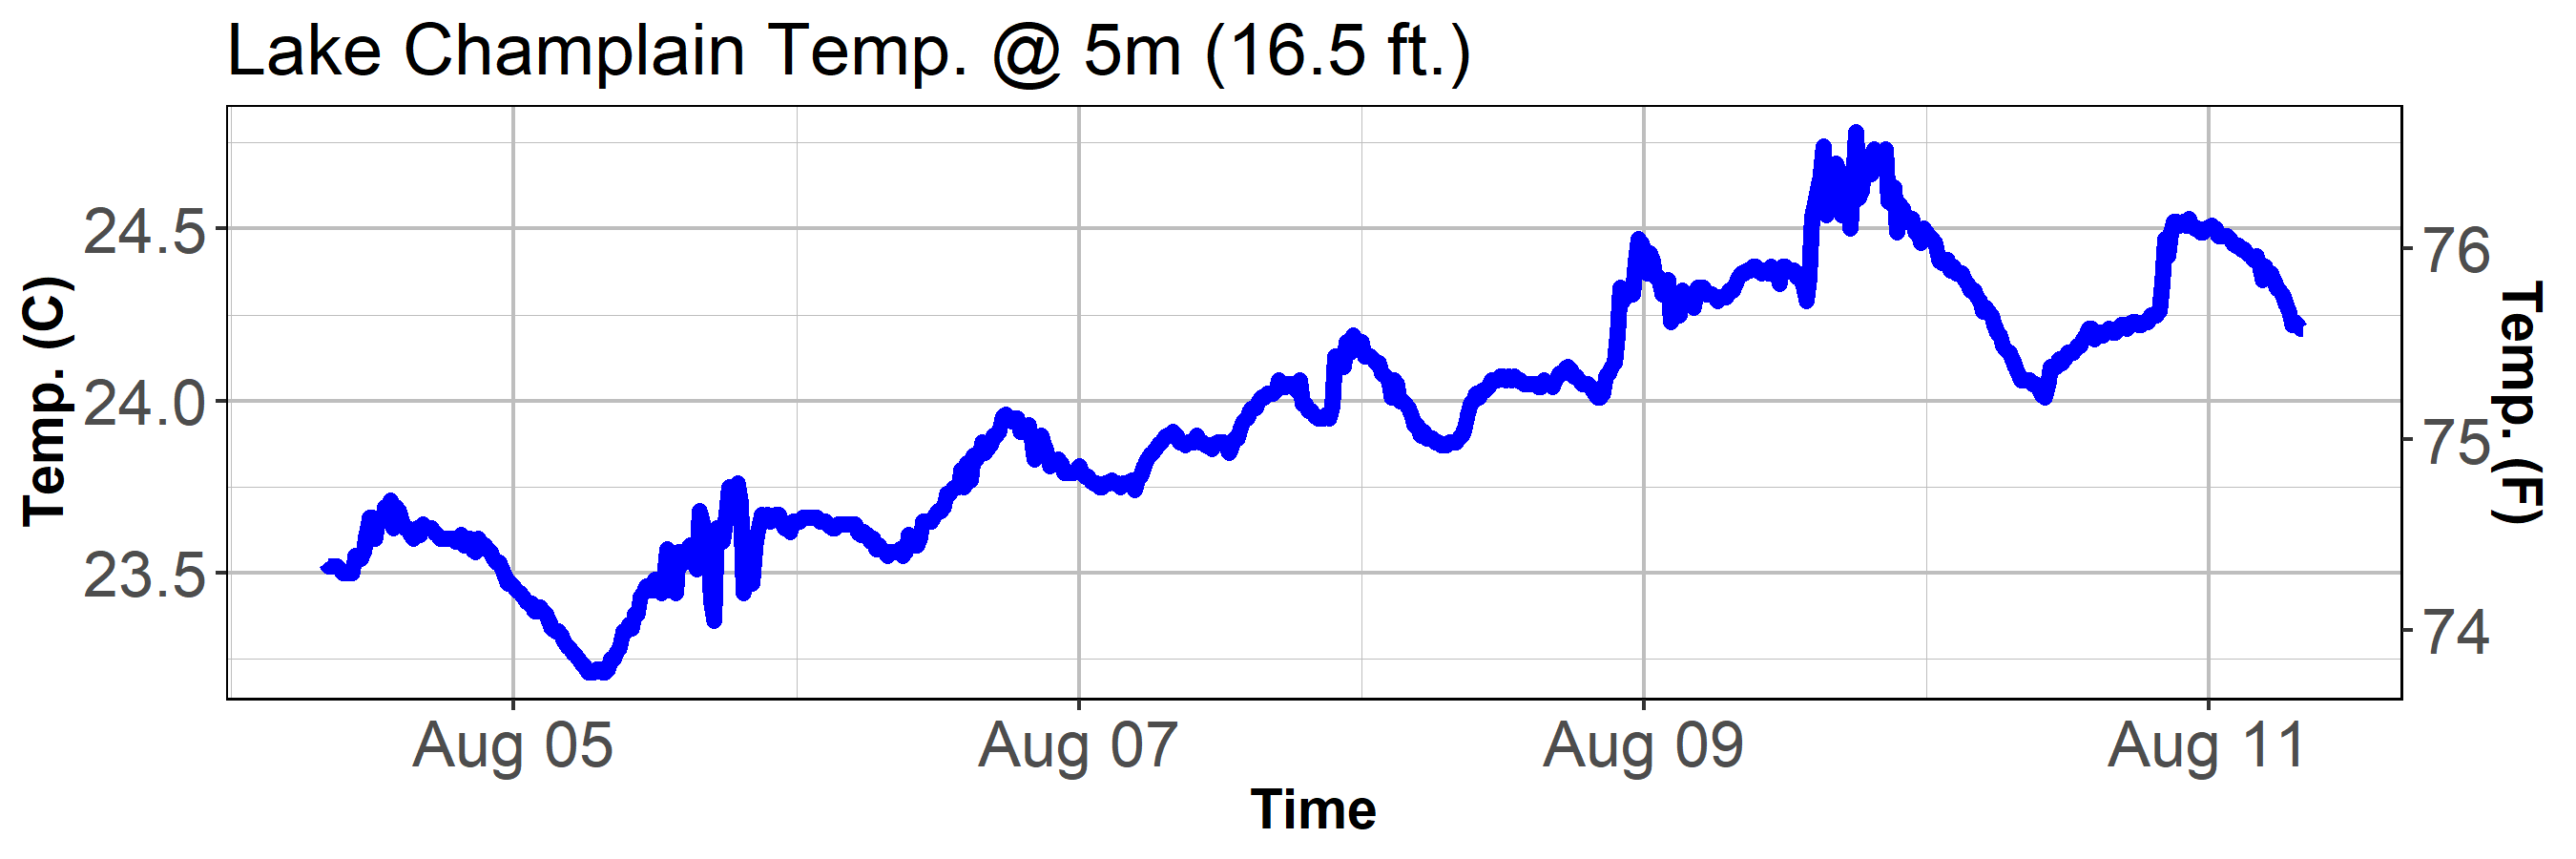 Lake Champlain Temp. @ 5m (16.5 ft.)
Temp. (C)
24.5
24.0
23.5
76
75
74
Temp. (F)
Aug 05
Aug 07
Aug 09
Aug 11
Time